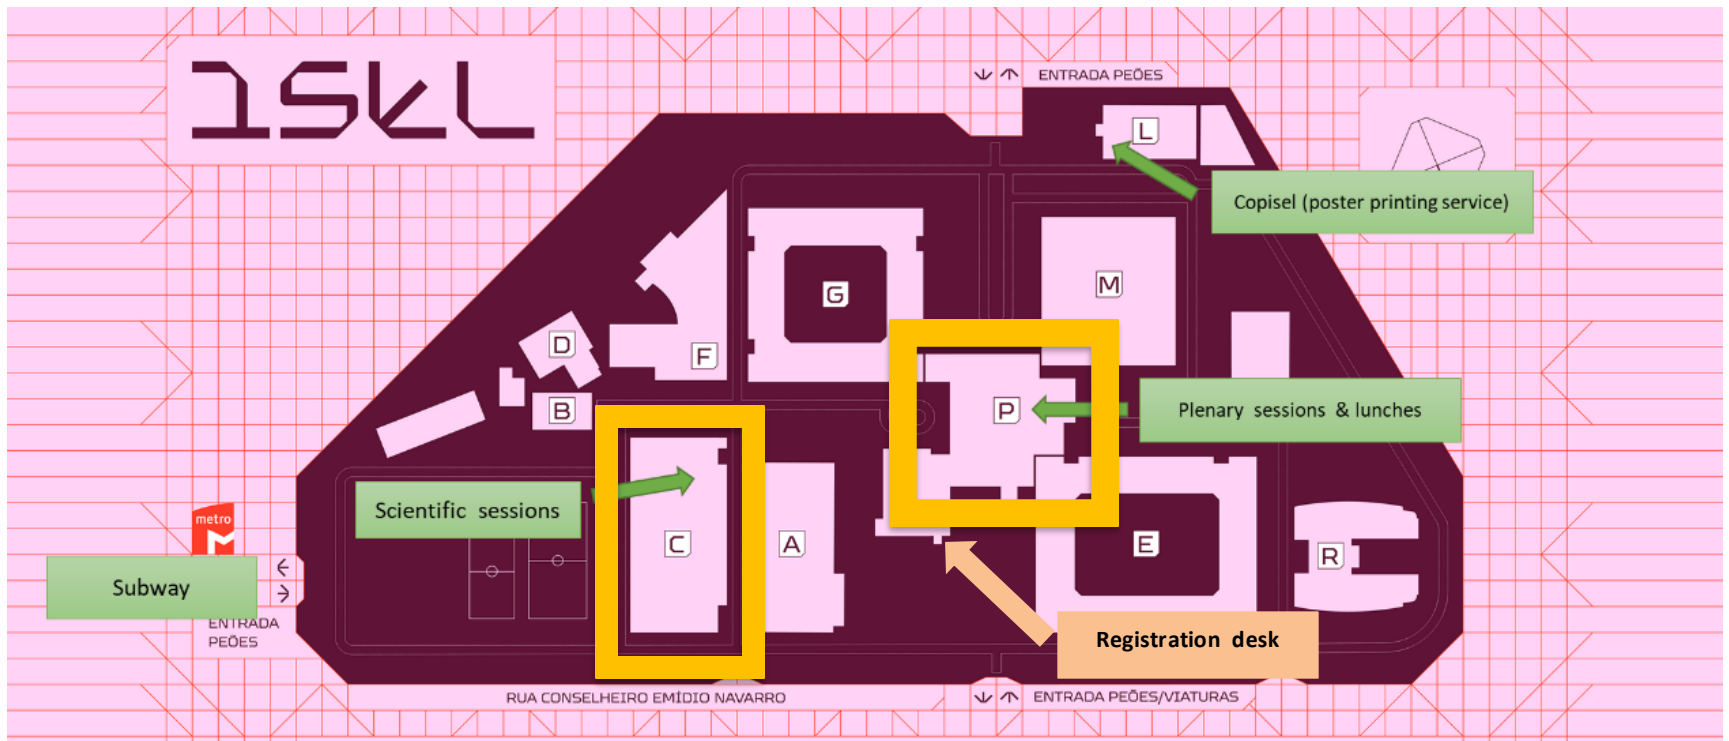 ISEL
ENTRADA PEÕES
L
Copisel (poster printing service)
G
M
D
F
B
P
Plenary sessions & lunches
Scientific sessions
metro
M
C
A
E
R
Subway
ENTRADA
PEÕES
Registration desk
RUA CONSELHEIRO EMÍDIO NAVARRO
ENTRADA PEÕES/VIATURAS